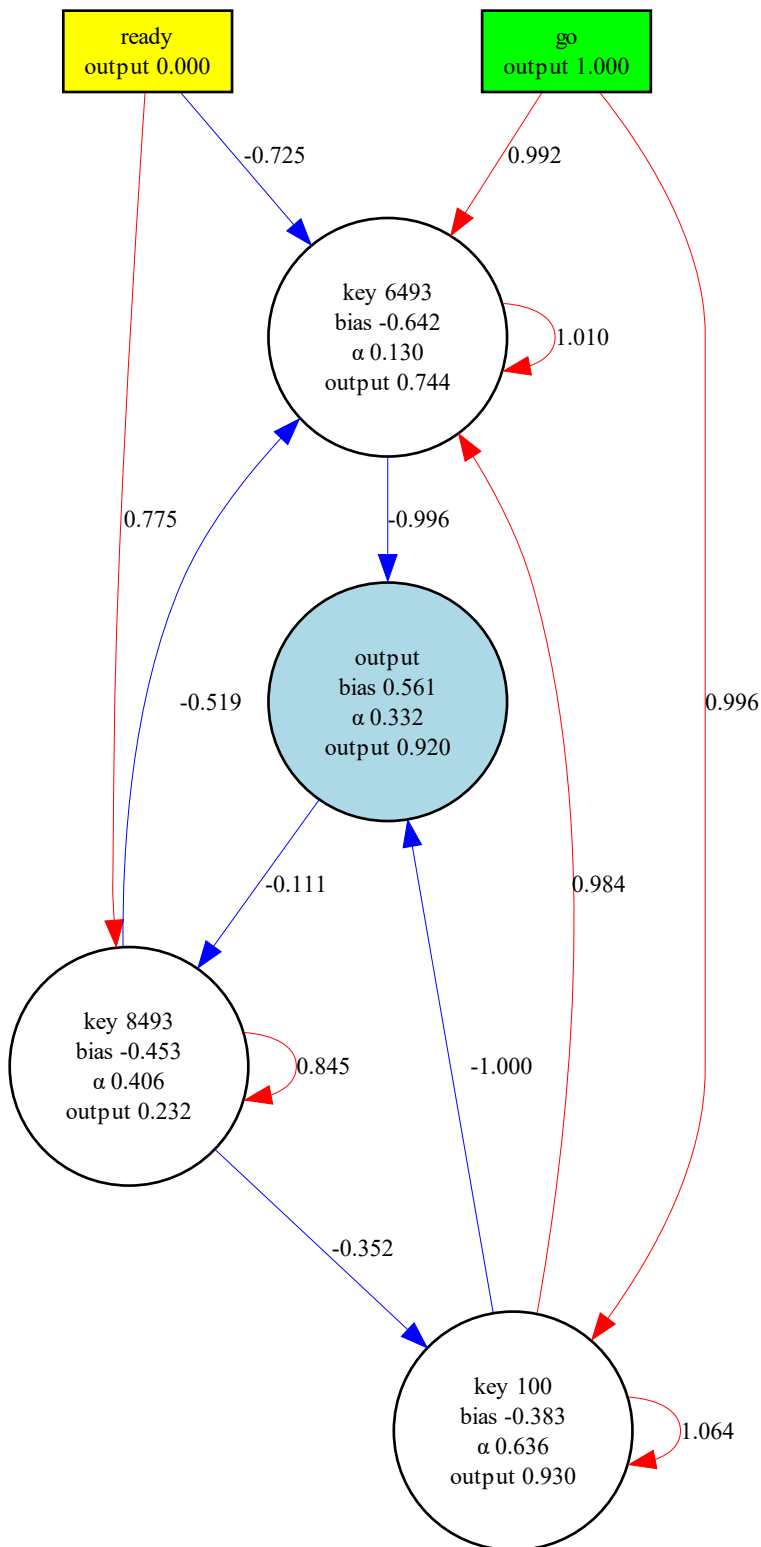 ready
output 0.000
go
output 1.000
-0.725
0.992
key 6493
bias -0.642
α 0.130
output 0.744
1.010
0.775
-0.996
output
bias 0.561
α 0.332
output 0.920
-0.519
0.996
-0.111
0.984
key 8493
bias -0.453
α 0.406
output 0.232
0.845
-1.000
-0.352
key 100
bias -0.383
α 0.636
output 0.930
1.064